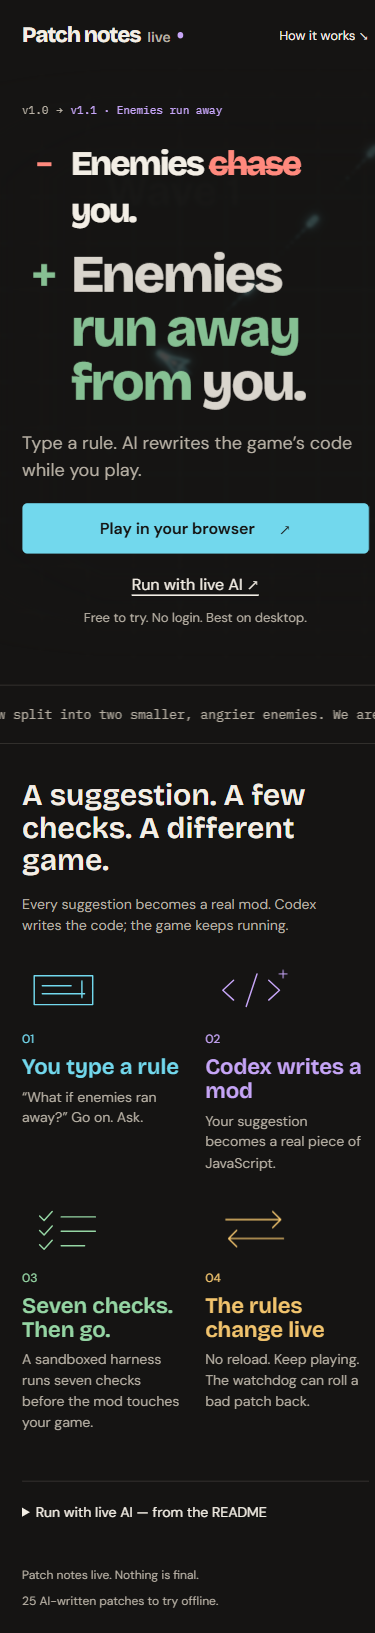 Patch notes live
How it works ↘
v1.0 → v1.1 · Enemies run away
− Enemies chase
you.
+ Enemies
run away
from you.
Type a rule. AI rewrites the game’s code
while you play.
Play in your browser ↗
Run with live AI ↗
Free to try. No login. Best on desktop.
split into two smaller, angrier enemies. We are
A suggestion. A few
checks. A different
game.
Every suggestion becomes a real mod. Codex
writes the code; the game keeps running.
01
You type a rule
“What if enemies ran
away?” Go on. Ask.
02
Codex writes a
mod
Your suggestion
becomes a real piece of
JavaScript.
03
Seven checks.
Then go.
A sandboxed harness
runs seven checks
before the mod touches
your game.
04
The rules
change live
No reload. Keep playing.
The watchdog can roll a
bad patch back.
▶ Run with live AI — from the README
Patch notes live. Nothing is final.
25 AI-written patches to try offline.